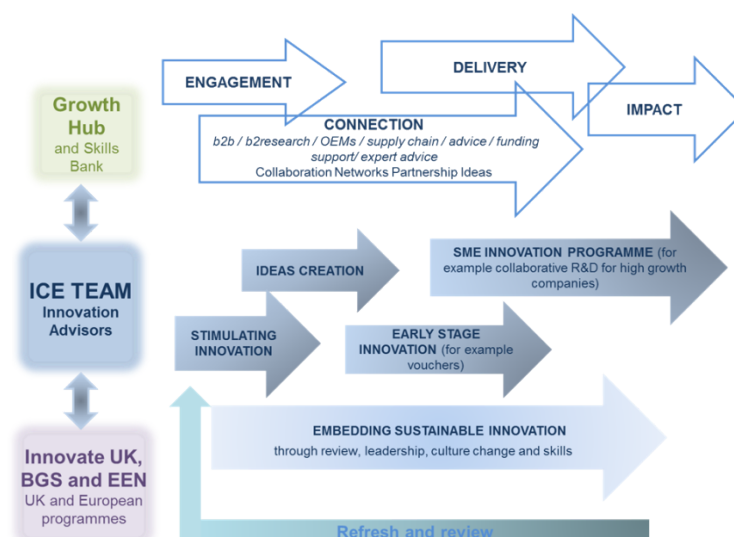 ENGAGEMENT
DELIVERY
IMPACT
CONNECTION
b2b / b2research / OEMs / supply chain / advice / funding
support/ expert advice
Collaboration Networks Partnership Ideas
Growth
Hub
and Skills
Bank
IDEAS CREATION
SME INNOVATION PROGRAMME (for
example collaborative R&D for high growth
companies)
ICE TEAM
Innovation
Advisors
STIMULATING
INNOVATION
EARLY STAGE
INNOVATION (for example
vouchers)
EMBEDDING SUSTAINABLE INNOVATION
through review, leadership, culture change and skills
Innovate UK,
BGS and EEN
UK and European
programmes
Refresh and review